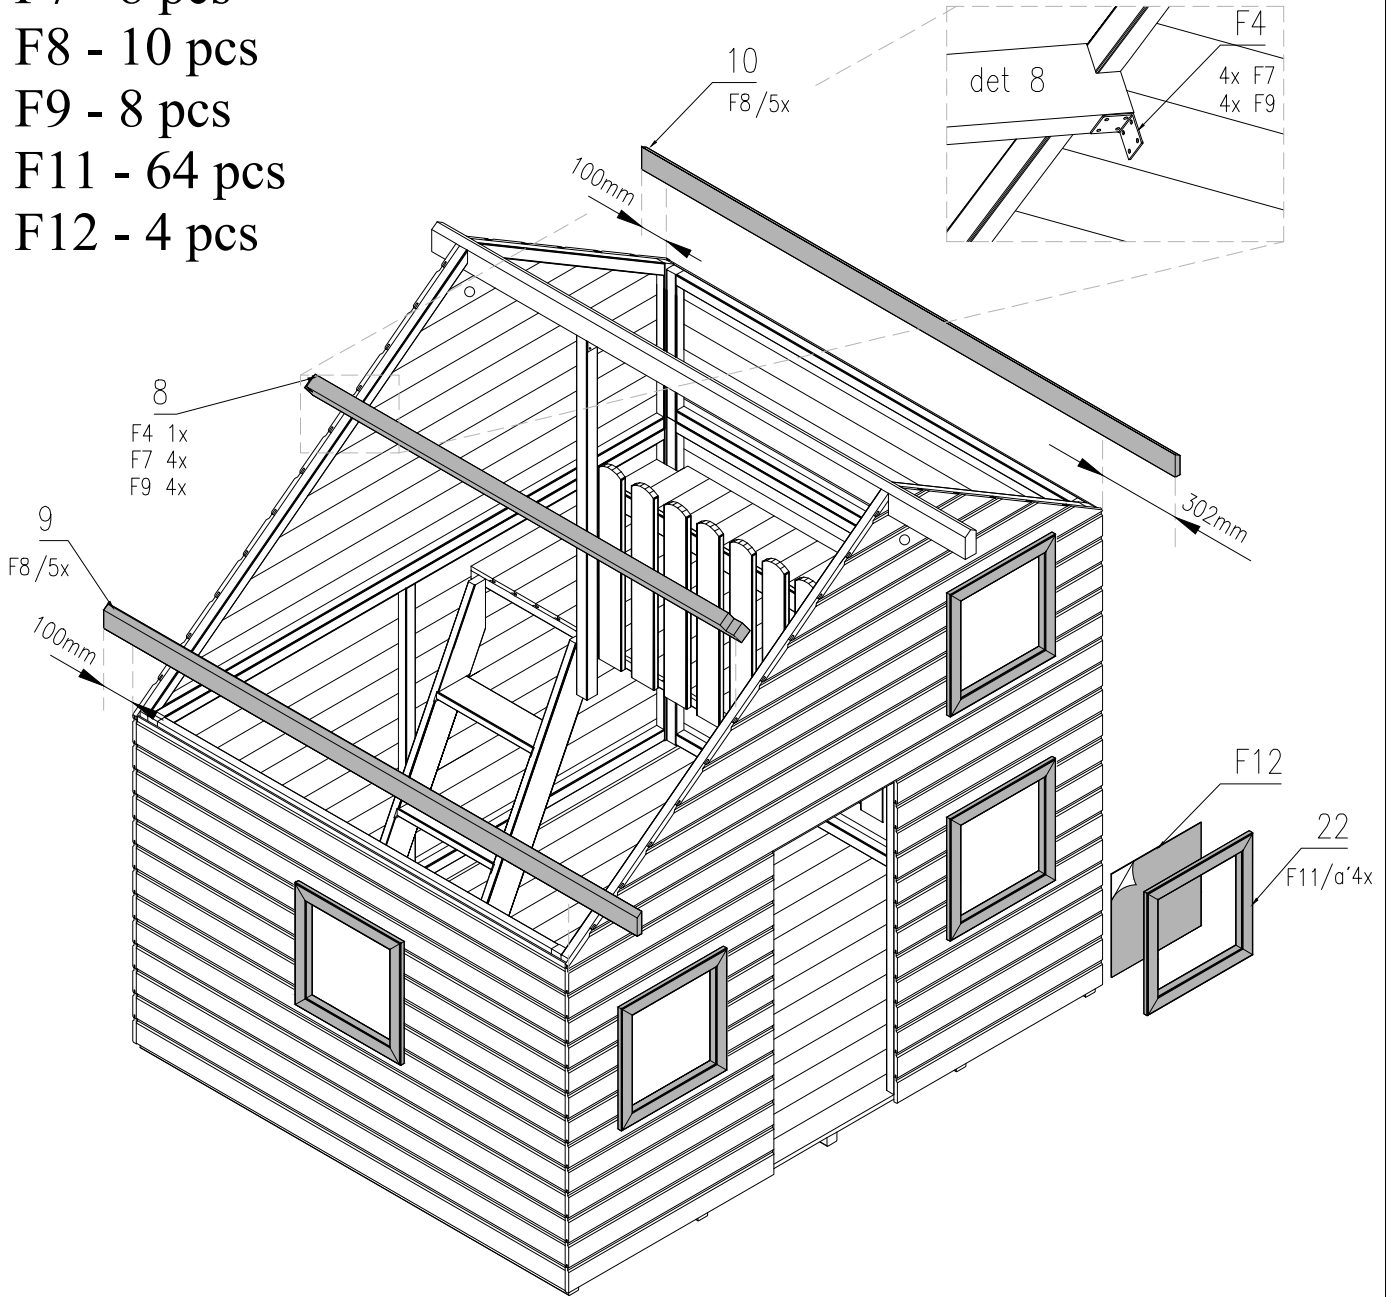 F8 - 10 pcs
F9 - 8 pcs
F11 - 64 pcs
F12 - 4 pcs
10
F8/5x
100mm
det 8
F4
4x F7
4x F9
8
F4 1x
F7 4x
F9 4x
9
F8/5x
100mm
302mm
F12
22
F11/a'4x